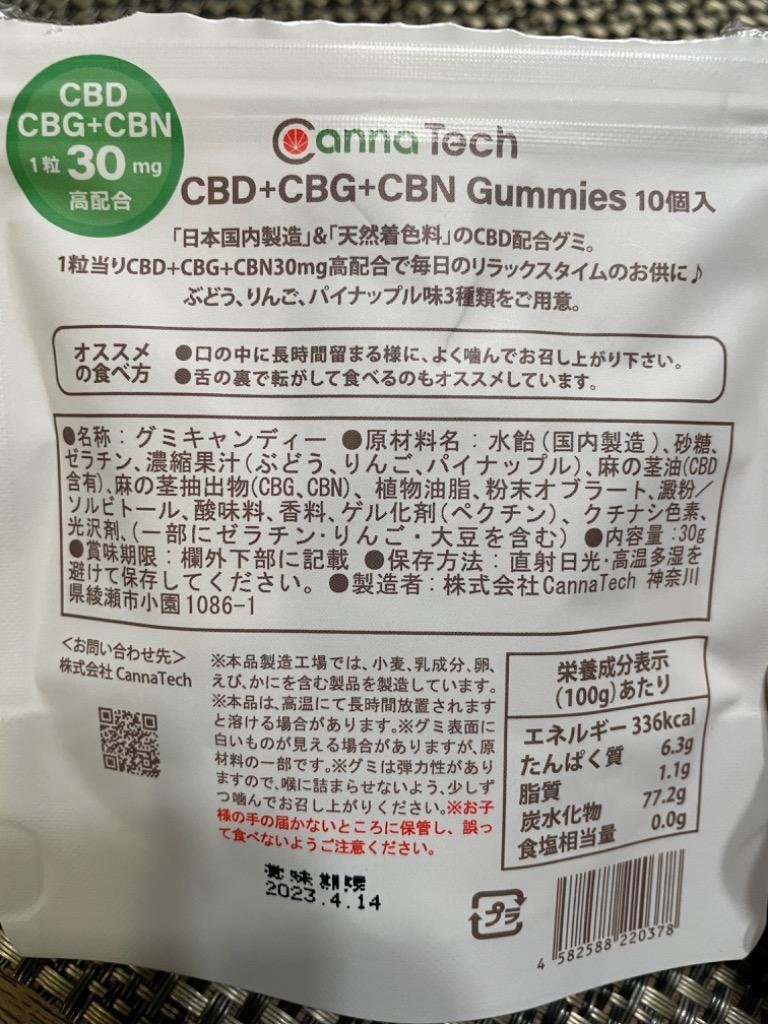 CBD
CBG+CBN
1粒 30 mg
高配合
CannaTech
CBD+CBG+CBN Gummies 10個入
「日本国内製造」&「天然着色料」のCBD配合グミ。
1粒当りCBD+CBG+CBN30mg高配合で毎日のリラックスタイムのお供に♪
ぶどう、りんご、パイナップル味3種類をご用意。
オススメ
の食べ方
●口の中に長時間留まる様に、よく噛んでお召し上がり下さい。
●舌の裏で転がして食べるのもオススメしています。
●名称：グミキャンディー ●原材料名：水飴（国内製造）、砂糖、
ゼラチン、濃縮果汁（ぶどう、りんご、パイナップル）、麻の茎油(CBD
含有)、麻の茎抽出物(CBG、CBN)、植物油脂、粉末オブラート、澱粉／
ソルビトール、酸味料、香料、ゲル化剤（ペクチン）、クチナシ色素、
光沢剤、（一部にゼラチン・りんご・大豆を含む） ●内容量：30g
●賞味期限：欄外下部に記載 ●保存方法：直射日光・高温多湿を
避けて保存してください。●製造者：株式会社CannaTech 神奈川
県綾瀬市小園1086-1
<お問い合わせ先>
株式会社 CannaTech
※本品製造工場では、小麦、乳成分、卵、
えび、かにを含む製品を製造しています。
※本品は、高温にて長時間放置されます
と溶ける場合があります。※グミ表面に
白いものが見える場合がありますが、原
材料の一部です。※グミは弾力性があり
ますので、喉に詰まらせないよう、少しず
つ噛んでお召し上がりください。※お子
様の手の届かないところに保管し、誤っ
て食べないようご注意ください。
賞味期限
2023.4.14
栄養成分表示
(100g)あたり
エネルギー 336kcal
たんぱく質 6.3g
脂質 1.1g
炭水化物 77.2g
食塩相当量 0.0g
プラ
4 582588 220378